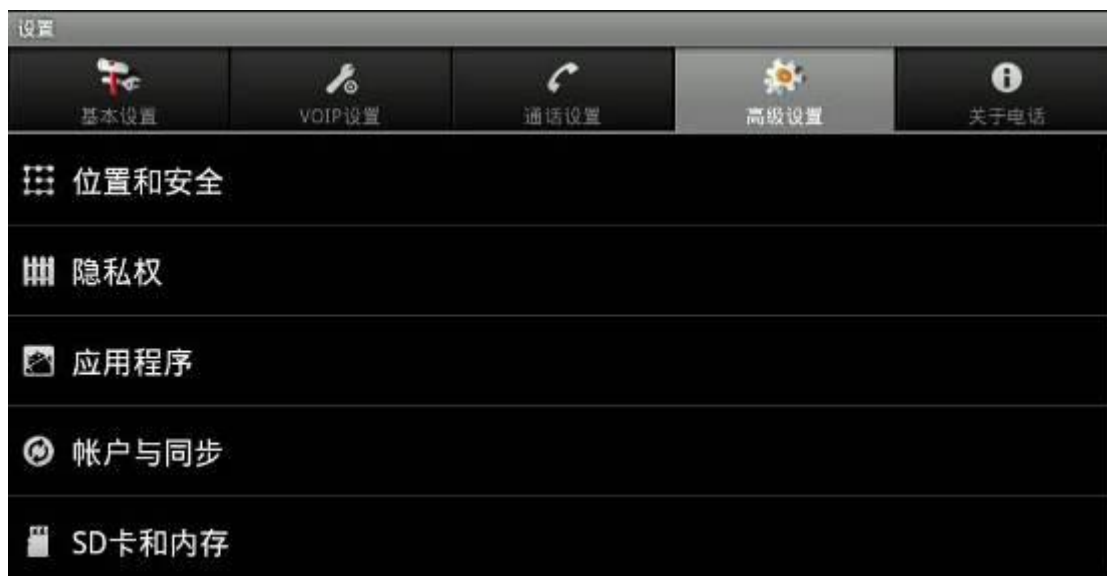 设置
基本设置
VOIP设置
通话设置
高级设置
关于电话
位置和安全
隐私权
应用程序
帐户与同步
SD卡和内存